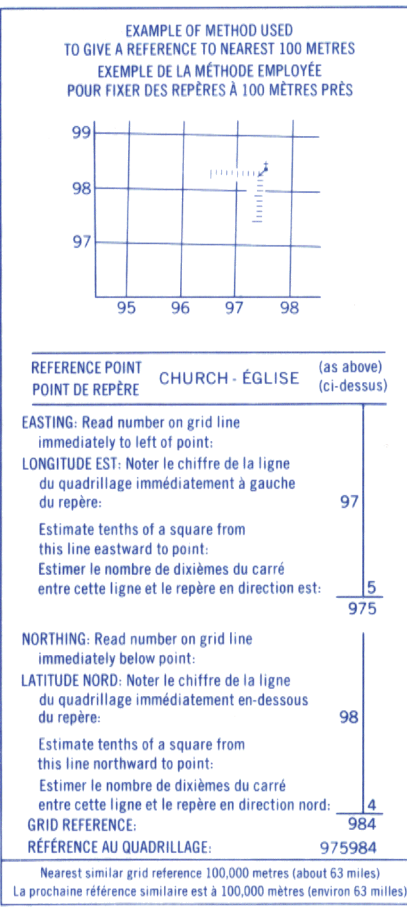 EXAMPLE OF METHOD USED
TO GIVE A REFERENCE TO NEAREST 100 METRES
EXEMPLE DE LA MÉTHODE EMPLOYÉE
POUR FIXER DES REPÈRES À 100 MÈTRES PRÈS
99
98
97
95 96 97 98
REFERENCE POINT
POINT DE REPÈRE
CHURCH - ÉGLISE
(as above)
(ci-dessus)
EASTING: Read number on grid line
immediately to left of point:
LONGITUDE EST: Noter le chiffre de la ligne
du quadrillage immédiatement à gauche
du repère: 97
Estimate tenths of a square from
this line eastward to point:
Estimer le nombre de dixièmes du carré
entre cette ligne et le repère en direction est: 5
975
NORTHING: Read number on grid line
immediately below point:
LATITUDE NORD: Noter le chiffre de la ligne
du quadrillage immédiatement en-dessous
du repère: 98
Estimate tenths of a square from
this line northward to point:
Estimer le nombre de dixièmes du carré
entre cette ligne et le repère en direction nord: 4
GRID REFERENCE: 984
RÉFÉRENCE AU QUADRILLAGE: 975984
Nearest similar grid reference 100,000 metres (about 63 miles)
La prochaine référence similaire est à 100,000 mètres (environ 63 milles)